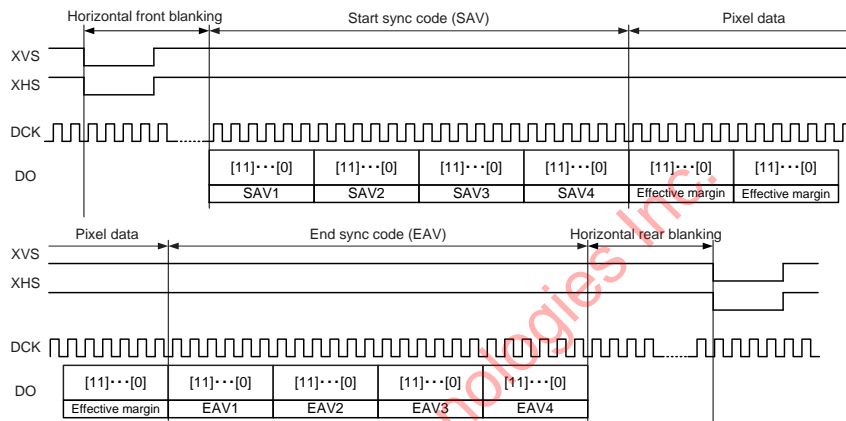 Horizontal front blanking Start sync code (SAV) Pixel data
XVS
XHS
DCK
DO [11]···[0] [11]···[0] [11]···[0] [11]···[0] [11]···[0] [11]···[0]
SAV1 SAV2 SAV3 SAV4 Effective margin Effective margin
Pixel data End sync code (EAV) Horizontal rear blanking
XVS
XHS
DCK
DO [11]···[0] [11]···[0] [11]···[0] [11]···[0] [11]···[0]
Effective margin EAV1 EAV2 EAV3 EAV4
nologies Inc.